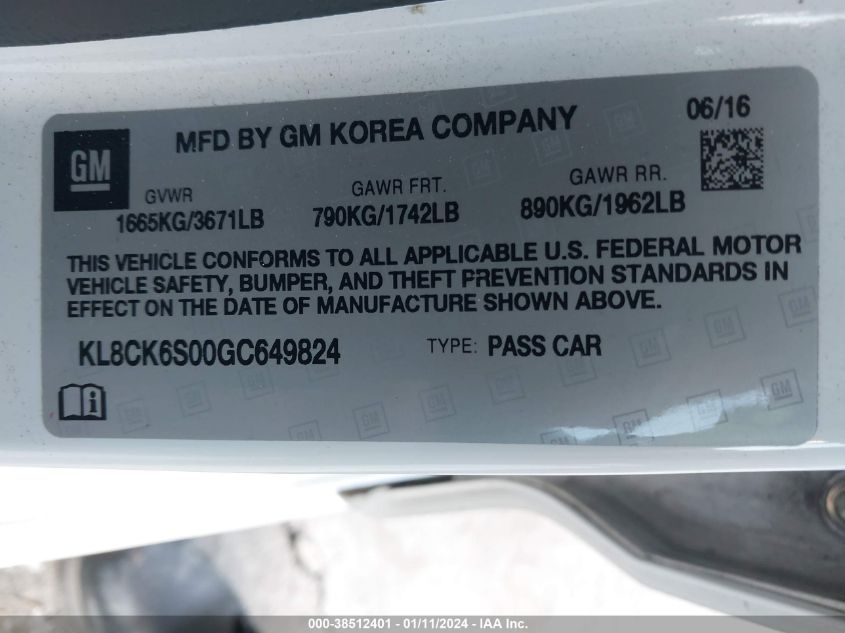 MFD BY GM KOREA COMPANY
06/16
GM
GVWR
GAWR FRT.
GAWR RR.
1665KG/3671LB
790KG/1742LB
890KG/1962LB
THIS VEHICLE CONFORMS TO ALL APPLICABLE U.S. FEDERAL MOTOR
VEHICLE SAFETY, BUMPER, AND THEFT PREVENTION STANDARDS IN
EFFECT ON THE DATE OF MANUFACTURE SHOWN ABOVE.
KL8CK6S00GC649824
TYPE: PASS CAR
000-38512401 - 01/11/2024 - IAA Inc.